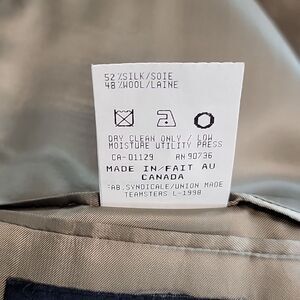 52%SILK/SOIE
48%WOOL/LAINE
DRY CLEAN ONLY / LOW
MOISTURE UTILITY PRESS
CA-01129 RN 90736
MADE IN/FAIT AU
CANADA
FAB.SYNDICALE/UNION MADE
TEAMSTERS L-1998